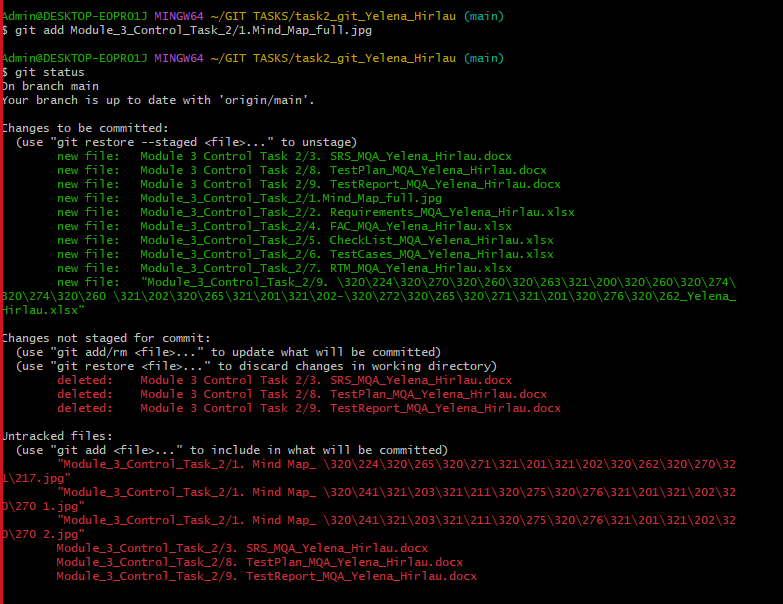 Admin@DESKTOP-EOPRO1J MINGW64 ~/GIT TASKS/task2_git_Yelena_Hirlau (main)
$ git add Module_3_Control_Task_2/1.Mind_Map_full.jpg
Admin@DESKTOP-EOPRO1J MINGW64 ~/GIT TASKS/task2_git_Yelena_Hirlau (main)
$ git status
On branch main
Your branch is up to date with 'origin/main'.
Changes to be committed:
(use "git restore --staged <file>..." to unstage)
new file: Module 3 Control Task 2/3. SRS_MQA_Yelena_Hirlau.docx
new file: Module 3 Control Task 2/8. TestPlan_MQA_Yelena_Hirlau.docx
new file: Module 3 Control Task 2/9. TestReport_MQA_Yelena_Hirlau.docx
new file: Module_3_Control_Task_2/1.Mind_Map_full.jpg
new file: Module_3_Control_Task_2/2. Requirements_MQA_Yelena_Hirlau.xlsx
new file: Module_3_Control_Task_2/4. FAC_MQA_Yelena_Hirlau.xlsx
new file: Module_3_Control_Task_2/5. CheckList_MQA_Yelena_Hirlau.xlsx
new file: Module_3_Control_Task_2/6. TestCases_MQA_Yelena_Hirlau.xlsx
new file: Module_3_Control_Task_2/7. RTM_MQA_Yelena_Hirlau.xlsx
new file: "Module_3_Control_Task_2/9. \320\224\320\270\320\260\320\263\321\200\320\260\320\274\
320\274\320\260 \321\202\320\265\321\201\321\202-\320\272\320\265\320\271\321\201\320\276\320\262_Yelena_
Hirlau.xlsx"
Changes not staged for commit:
(use "git add/rm <file>..." to update what will be committed)
(use "git restore <file>..." to discard changes in working directory)
deleted: Module 3 Control Task 2/3. SRS_MQA_Yelena_Hirlau.docx
deleted: Module 3 Control Task 2/8. TestPlan_MQA_Yelena_Hirlau.docx
deleted: Module 3 Control Task 2/9. TestReport_MQA_Yelena_Hirlau.docx
Untracked files:
(use "git add <file>..." to include in what will be committed)
"Module_3_Control_Task_2/1. Mind Map_ \320\224\320\265\320\271\321\201\321\202\320\262\320\270\32
1\217.jpg"
"Module_3_Control_Task_2/1. Mind Map_ \320\241\321\203\321\211\320\275\320\276\321\201\321\202\32
0\270 1.jpg"
"Module_3_Control_Task_2/1. Mind Map_ \320\241\321\203\321\211\320\275\320\276\321\201\321\202\32
0\270 2.jpg"
Module_3_Control_Task_2/3. SRS_MQA_Yelena_Hirlau.docx
Module_3_Control_Task_2/8. TestPlan_MQA_Yelena_Hirlau.docx
Module_3_Control_Task_2/9. TestReport_MQA_Yelena_Hirlau.docx